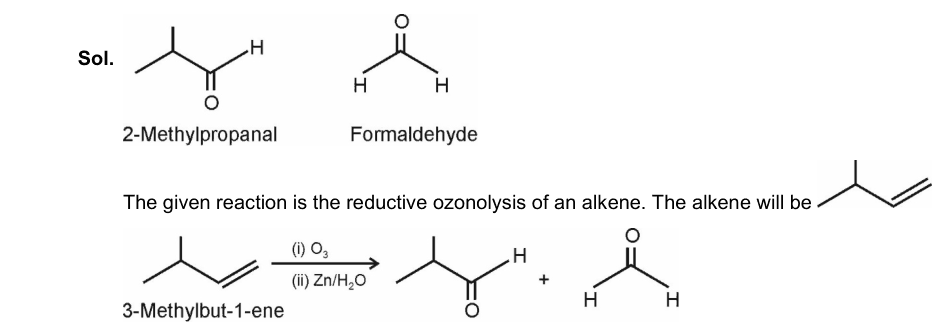 O
Sol.
H
H H
O
2-Methylpropanal Formaldehyde
The given reaction is the reductive ozonolysis of an alkene. The alkene will be
O
(i) O₃ H
(ii) Zn/H₂O +
H H
3-Methylbut-1-ene O